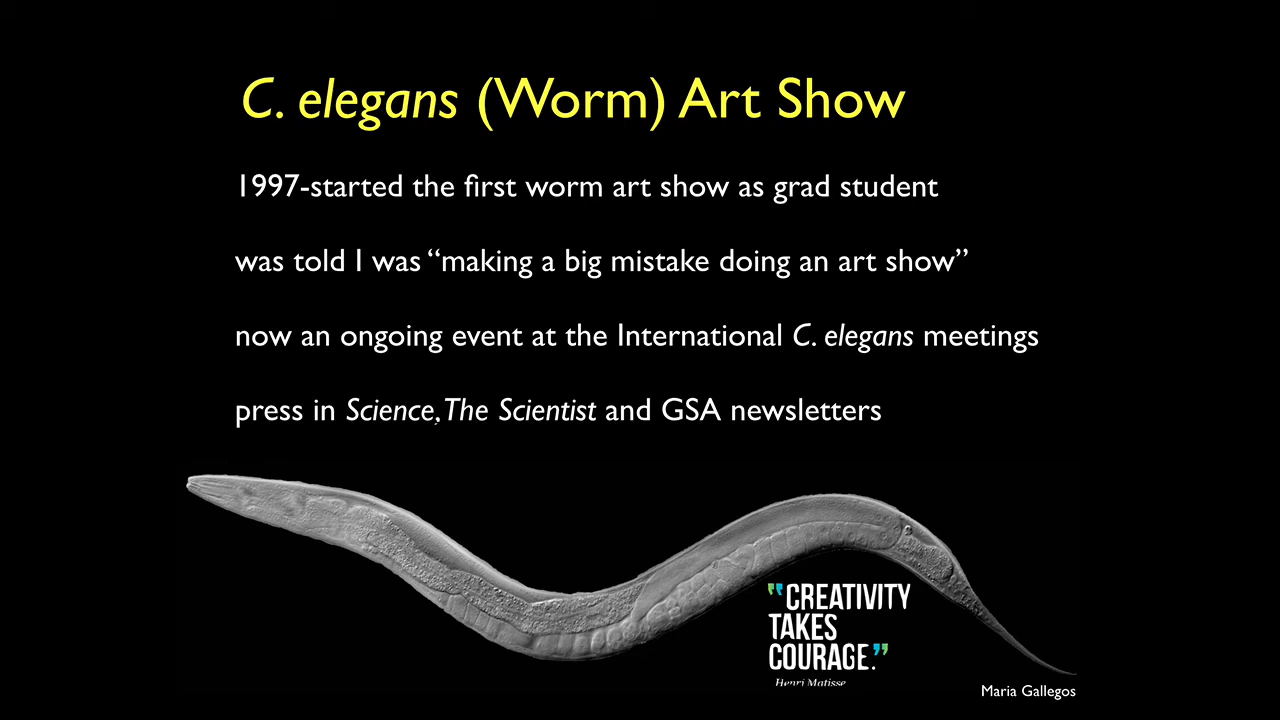 C. elegans (Worm) Art Show
1997-started the first worm art show as grad student
was told I was “making a big mistake doing an art show”
now an ongoing event at the International C. elegans meetings
press in Science, The Scientist and GSA newsletters
“CREATIVITY
TAKES
COURAGE.”
Henri Matisse
Maria Gallegos